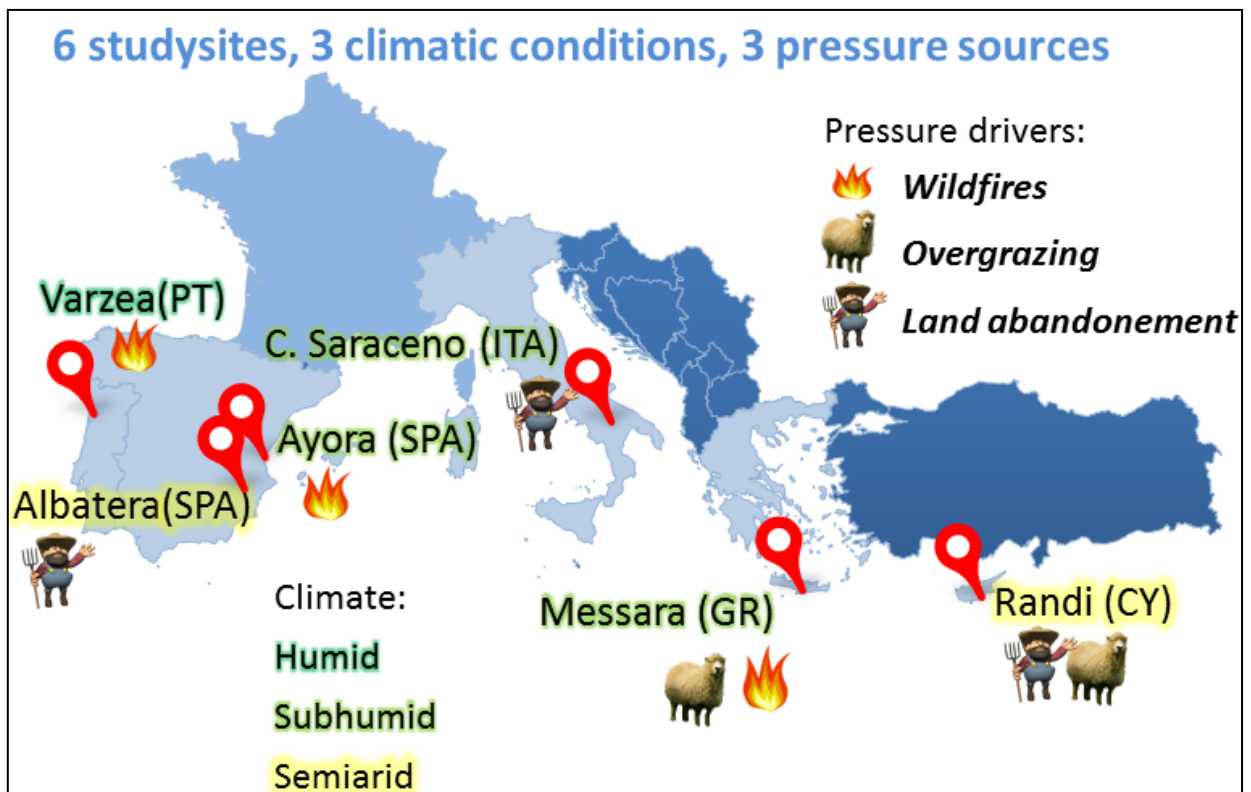 6 studysites, 3 climatic conditions, 3 pressure sources
Pressure drivers:
Wildfires
Overgrazing
Land abandonement
Varzea(PT)
C. Saraceno (ITA)
Ayora (SPA)
Albatera(SPA)
Messara (GR)
Randi (CY)
Climate:
Humid
Subhumid
Semiarid